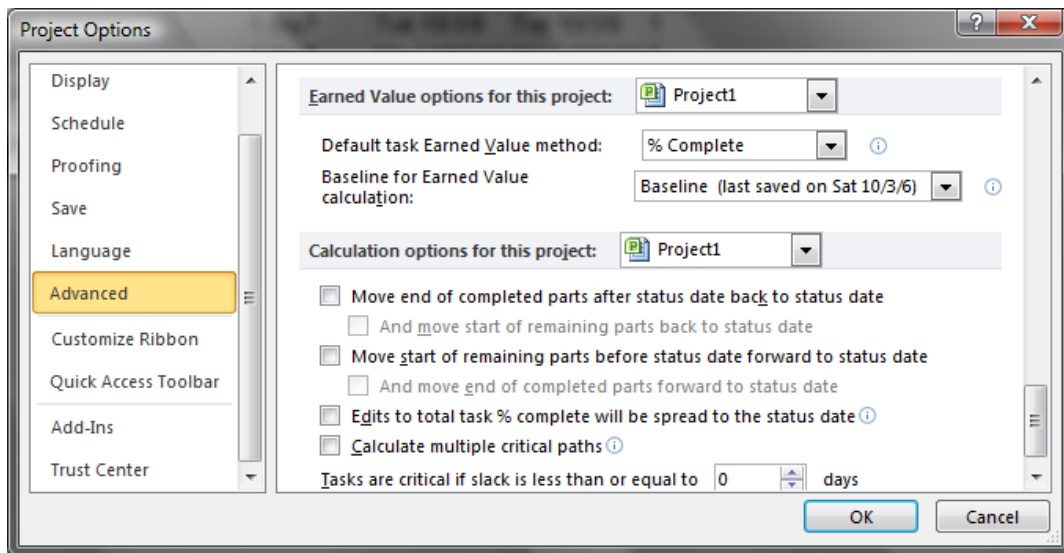 Project Options
Display
Schedule
Proofing
Save
Language
Advanced
Customize Ribbon
Quick Access Toolbar
Add-Ins
Trust Center
Earned Value options for this project: Project1
Default task Earned Value method: % Complete
Baseline for Earned Value
calculation: Baseline (last saved on Sat 10/3/6)
Calculation options for this project: Project1
Move end of completed parts after status date back to status date
And move start of remaining parts back to status date
Move start of remaining parts before status date forward to status date
And move end of completed parts forward to status date
Edits to total task % complete will be spread to the status date
Calculate multiple critical paths
Tasks are critical if slack is less than or equal to 0 days
OK Cancel